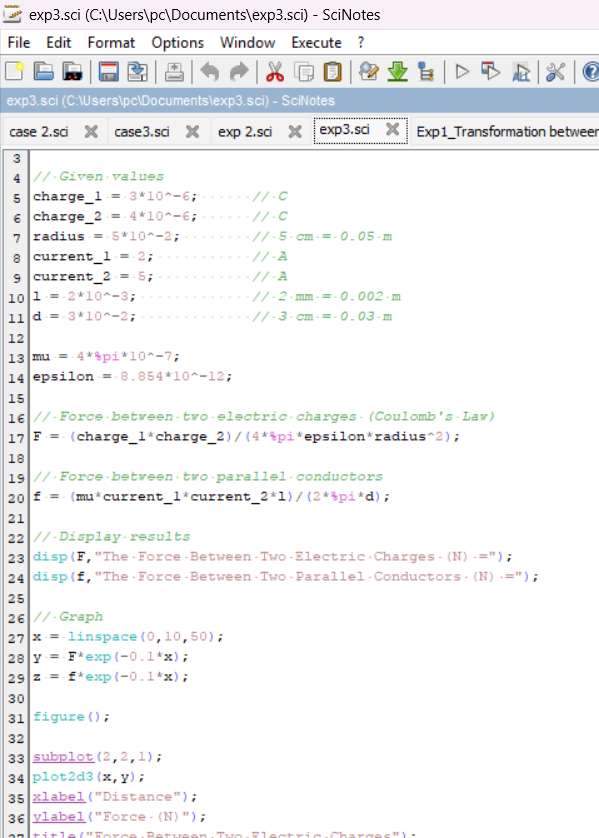 exp3.sci (C:\Users\pc\Documents\exp3.sci) - SciNotes
File Edit Format Options Window Execute ?
exp3.sci (C:\Users\pc\Documents\exp3.sci) - SciNotes
case 2.sci case3.sci exp 2.sci exp3.sci Exp1_Transformation between
3
4 // Given values
5 charge_1 = 3*10^-6; // C
6 charge_2 = 4*10^-6; // C
7 radius = 5*10^-2; // 5 cm = 0.05 m
8 current_1 = 2; // A
9 current_2 = 5; // A
10 l = 2*10^-3; // 2 mm = 0.002 m
11 d = 3*10^-2; // 3 cm = 0.03 m
12
13 mu = 4*%pi*10^-7;
14 epsilon = 8.854*10^-12;
15
16 // Force between two electric charges (Coulomb's Law)
17 F = (charge_1*charge_2)/(4*%pi*epsilon*radius^2);
18
19 // Force between two parallel conductors
20 f = (mu*current_1*current_2*l)/(2*%pi*d);
21
22 // Display results
23 disp(F,"The Force Between Two Electric Charges (N) =");
24 disp(f,"The Force Between Two Parallel Conductors (N) =");
25
26 // Graph
27 x = linspace(0,10,50);
28 y = F*exp(-0.1*x);
29 z = f*exp(-0.1*x);
30
31 figure();
32
33 subplot(2,2,1);
34 plot2d3(x,y);
35 xlabel("Distance");
36 ylabel("Force (N)");
37 title("Force Between Two Electric Charges");